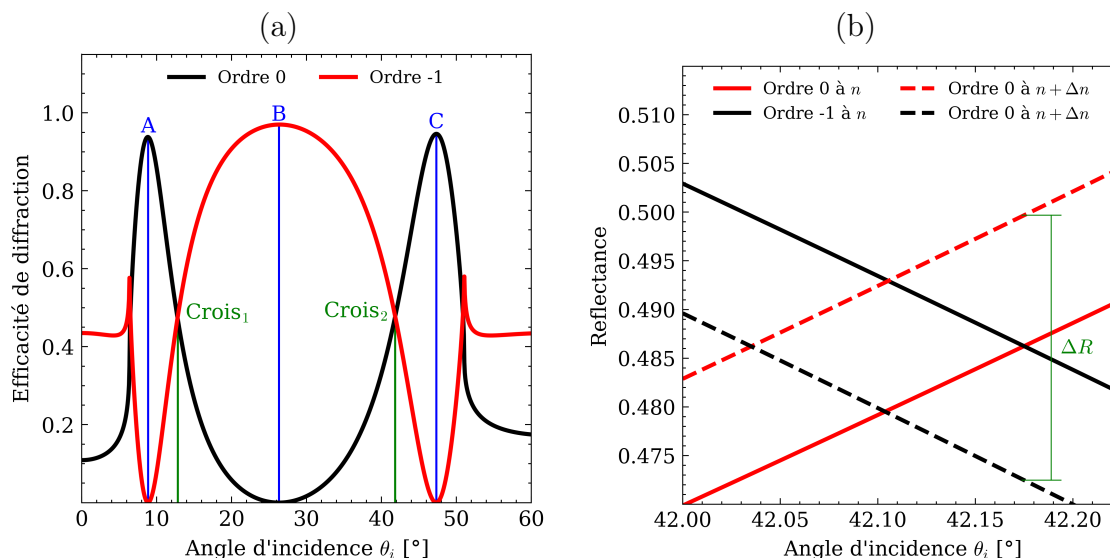 (a)
Ordre 0
Ordre -1
A
B
C
Crois₁
Crois₂
Efficacité de diffraction
1.0
0.8
0.6
0.4
0.2
0
10
20
30
40
50
60
Angle d'incidence θᵢ [°]
(b)
Ordre 0 à n
Ordre -1 à n
Ordre 0 à n + Δn
Ordre 0 à n + Δn
ΔR
Reflectance
0.515
0.510
0.505
0.500
0.495
0.490
0.485
0.480
0.475
42.00
42.05
42.10
42.15
42.20
Angle d'incidence θᵢ [°]